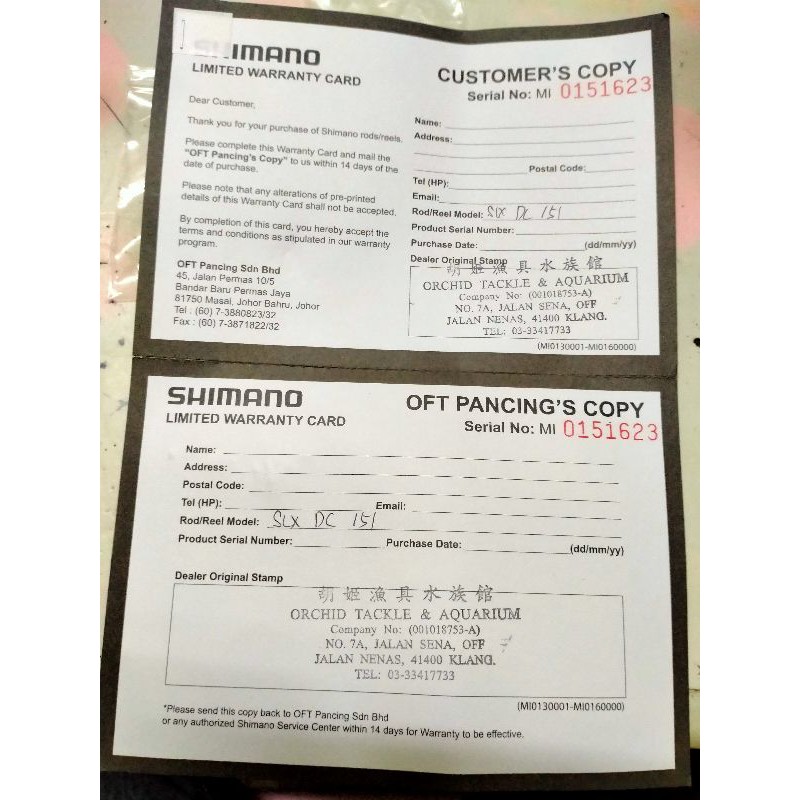 SHIMANO
LIMITED WARRANTY CARD
Dear Customer,
Thank you for your purchase of Shimano rods/reels.
Please complete this Warranty Card and mail the
“OFT Pancing's Copy” to us within 14 days of the
date of purchase.
Please note that any alterations of pre-printed
details of this Warranty Card shall not be accepted.
By completion of this card, you hereby accept the
terms and conditions as stipulated in our warranty
program.
OFT Pancing Sdn Bhd
45, Jalan Permas 10/5
Bandar Baru Permas Jaya
81750 Masai, Johor Bahru, Johor
Tel : (60) 7-3880823/32
Fax : (60) 7-3871822/32
CUSTOMER'S COPY
Serial No: MI 0151623
Name:
Address:
Postal Code:
Tel (HP):
Email:
Rod/Reel Model: SLX DC 151
Product Serial Number:
Purchase Date: (dd/mm/yy)
Dealer Original Stamp
胡姬漁具水族館
ORCHID TACKLE & AQUARIUM
Company No: (001018753-A)
NO. 7A, JALAN SENA, OFF
JALAN NENAS, 41400 KLANG.
TEL: 03-33417733
(MI0130001-MI0160000)
SHIMANO
LIMITED WARRANTY CARD
OFT PANCING'S COPY
Serial No: MI 0151623
Name:
Address:
Postal Code:
Tel (HP): Email:
Rod/Reel Model: SLX DC 151
Product Serial Number: Purchase Date: (dd/mm/yy)
Dealer Original Stamp
胡姬漁具水族館
ORCHID TACKLE & AQUARIUM
Company No: (001018753-A)
NO. 7A, JALAN SENA, OFF
JALAN NENAS, 41400 KLANG.
TEL: 03-33417733
(MI0130001-MI0160000)
*Please send this copy back to OFT Pancing Sdn Bhd
or any authorized Shimano Service Center within 14 days for Warranty to be effective.